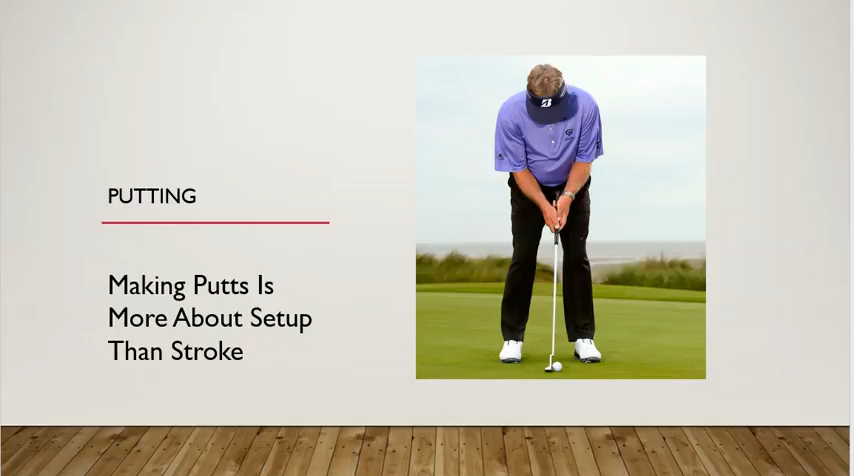 PUTTING
Making Putts Is
More About Setup
Than Stroke
B